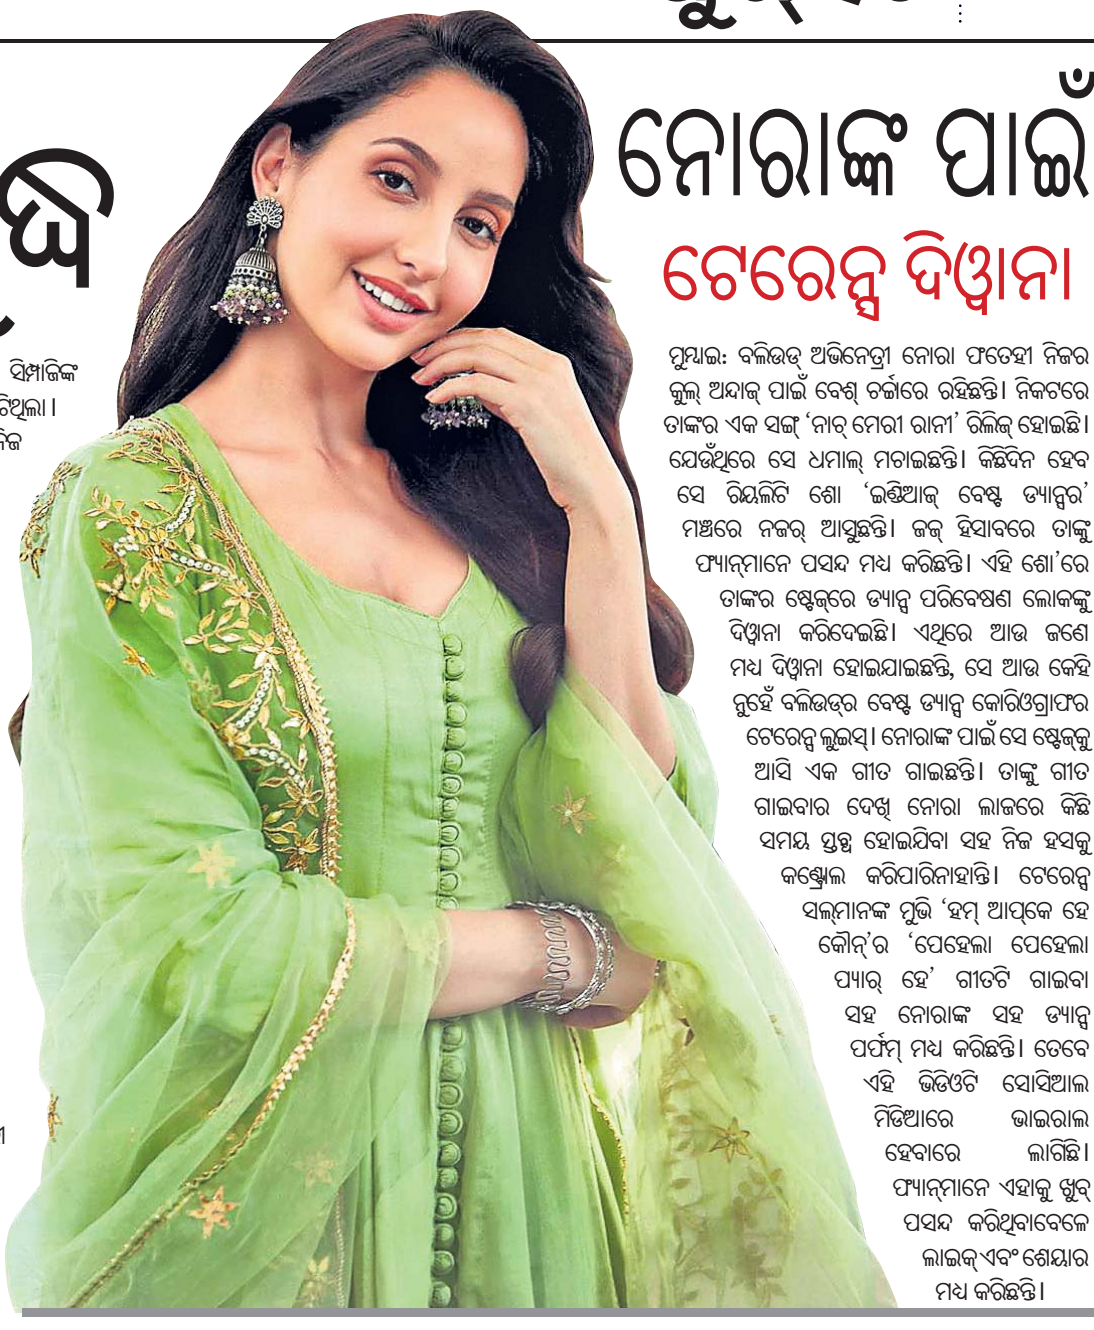 ନୋରାଙ୍କ ପାଇଁ
ଟେରେନ୍ସ ଦିୱାନା
ମୁମ୍ବାଇ: ବଲିଉଡ୍ ଅଭିନେତ୍ରୀ ନୋରା ଫତେହୀ ନିଜର
କୁଲ୍ ଅନ୍ଦାଜ୍ ପାଇଁ ବେଶ୍ ଚର୍ଚ୍ଚାରେ ରହିଛନ୍ତି। ନିକଟରେ
ତାଙ୍କର ଏକ ସଙ୍ଗ୍ ‘ନାଚ୍ ମେରୀ ରାନୀ’ ରିଲିଜ୍ ହୋଇଛି।
ଯେଉଁଥିରେ ସେ ଧମାଲ୍ ମଚାଇଛନ୍ତି। କିଛିଦିନ ହେବ
ସେ ରିୟଲିଟି ଶୋ ‘ଇଣ୍ଡିଆଜ୍ ବେଷ୍ଟ ଡ୍ୟାନ୍ସର’
ମଞ୍ଚରେ ନଜର୍ ଆସୁଛନ୍ତି। ଜଜ୍ ହିସାବରେ ତାଙ୍କୁ
ଫ୍ୟାନ୍‌ମାନେ ପସନ୍ଦ ମଧ୍ୟ କରିଛନ୍ତି। ଏହି ଶୋ’ରେ
ତାଙ୍କର ଷ୍ଟେଜ୍‌ରେ ଡ୍ୟାନ୍ସ ପରିବେଷଣ ଲୋକଙ୍କୁ
ଦିୱାନା କରିଦେଇଛି। ଏଥିରେ ଆଉ ଜଣେ
ମଧ୍ୟ ଦିୱାନା ହୋଇଯାଇଛନ୍ତି, ସେ ଆଉ କେହି
ନୁହେଁ ବଲିଉଡ୍‌ର ବେଷ୍ଟ ଡ୍ୟାନ୍ସ କୋରିଓଗ୍ରାଫର
ଟେରେନ୍ସ ଲୁଇସ୍। ନୋରାଙ୍କ ପାଇଁ ସେ ଷ୍ଟେଜ୍‌କୁ
ଆସି ଏକ ଗୀତ ଗାଇଛନ୍ତି। ତାଙ୍କୁ ଗୀତ
ଗାଇବାର ଦେଖି ନୋରା ଲାଜରେ କିଛି
ସମୟ ସ୍ତବ୍ଧ ହୋଇଯିବା ସହ ନିଜ ହସକୁ
କଣ୍ଟ୍ରୋଲ କରିପାରିନାହାନ୍ତି। ଟେରେନ୍ସ
ସଲ୍‌ମାନଙ୍କ ମୁଭି ‘ହମ୍ ଆପ୍‌କେ ହେ
କୌନ୍’ର ‘ପେହେଲା ପେହେଲା
ପ୍ୟାର୍ ହେ’ ଗୀତଟି ଗାଇବା
ସହ ନୋରାଙ୍କ ସହ ଡ୍ୟାନ୍ସ
ପର୍ଫମ୍ ମଧ୍ୟ କରିଛନ୍ତି। ତେବେ
ଏହି ଭିଡିଓଟି ସୋସିଆଲ
ମିଡିଆରେ ଭାଇରାଲ
ହେବାରେ ଲାଗିଛି।
ଫ୍ୟାନ୍‌ମାନେ ଏହାକୁ ଖୁବ୍
ପସନ୍ଦ କରିଥିବାବେଳେ
ଲାଇକ୍ ଏବଂ ଶେୟାର
ମଧ୍ୟ କରିଛନ୍ତି।